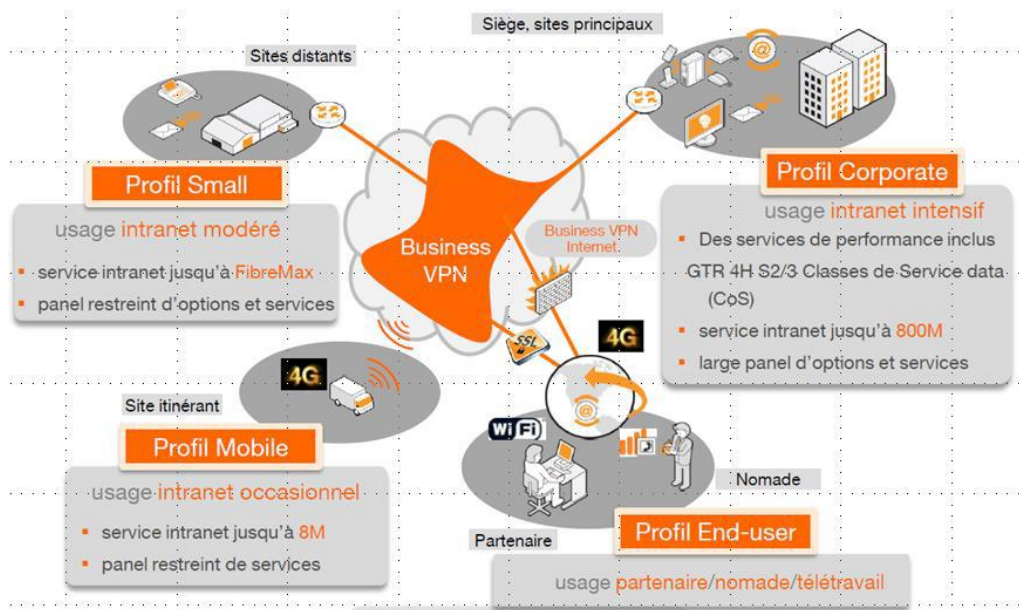 Siège, sites principaux
Sites distants
@
Profil Small
usage intranet modéré
service intranet jusqu'à FibreMax
panel restreint d'options et services
Business
VPN
Business VPN
Internet
Profil Corporate
usage intranet intensif
Des services de performance inclus
GTR 4H S2/3 Classes de Service data
(CoS)
service intranet jusqu'à 800M
large panel d'options et services
SSL
4G
4G
Site itinérant
Profil Mobile
usage intranet occasionnel
service intranet jusqu'à 8M
panel restreint de services
@
WiFi
Nomade
Partenaire
Profil End-user
usage partenaire/nomade/télétravail